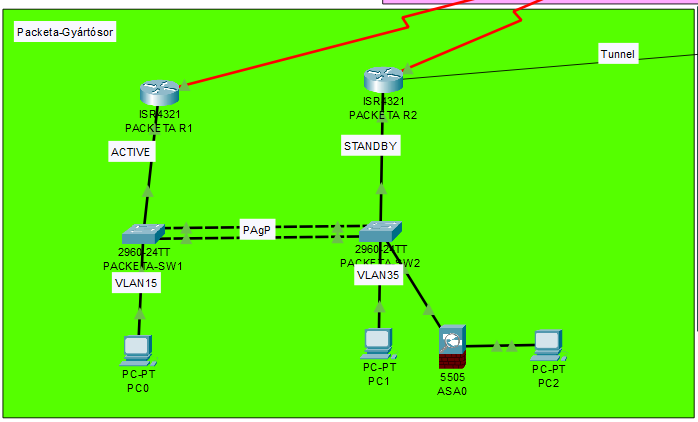 Packeta-Gyártósor
Tunnel
ISR4321
PACKETA R1
ISR4321
PACKETA R2
ACTIVE
STANDBY
PAgP
2960-24TT
PACKETA-SW1
2960-24TT
PACKETA-SW2
VLAN15
VLAN35
PC-PT
PC0
PC-PT
PC1
5505
ASA0
PC-PT
PC2